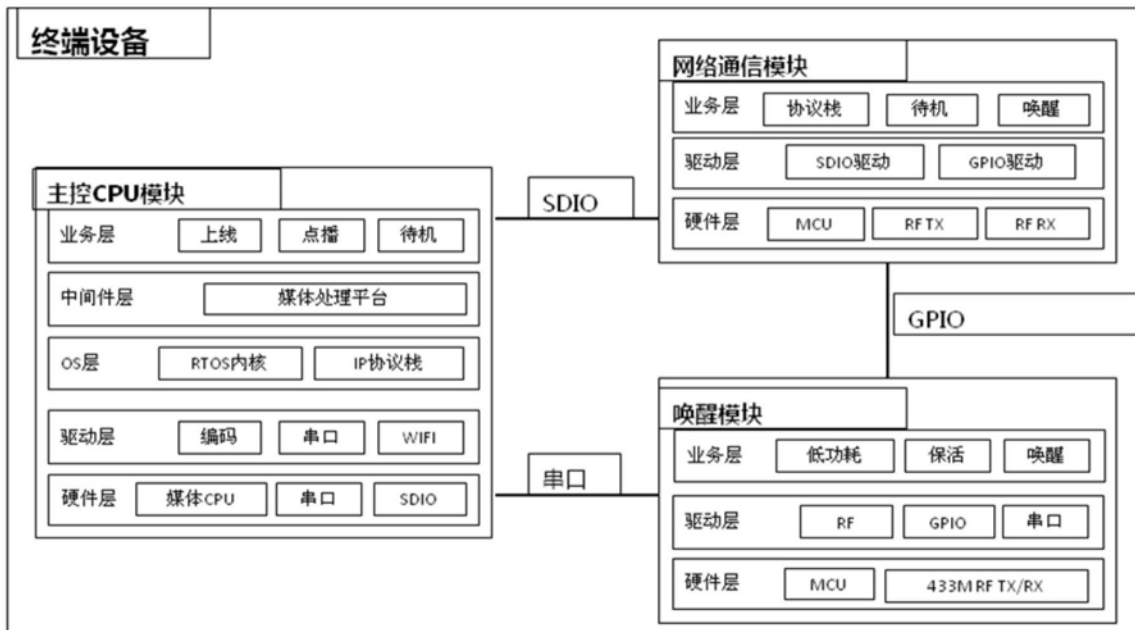 终端设备
网络通信模块
业务层 协议栈 待机 唤醒
驱动层 SDIO驱动 GPIO驱动
硬件层 MCU RF TX RF RX
SDIO
主控CPU模块
业务层 上线 点播 待机
中间件层 媒体处理平台
OS层 RTOS内核 IP协议栈
驱动层 编码 串口 WIFI
硬件层 媒体CPU 串口 SDIO
GPIO
串口
唤醒模块
业务层 低功耗 保活 唤醒
驱动层 RF GPIO 串口
硬件层 MCU 433M RF TX/RX